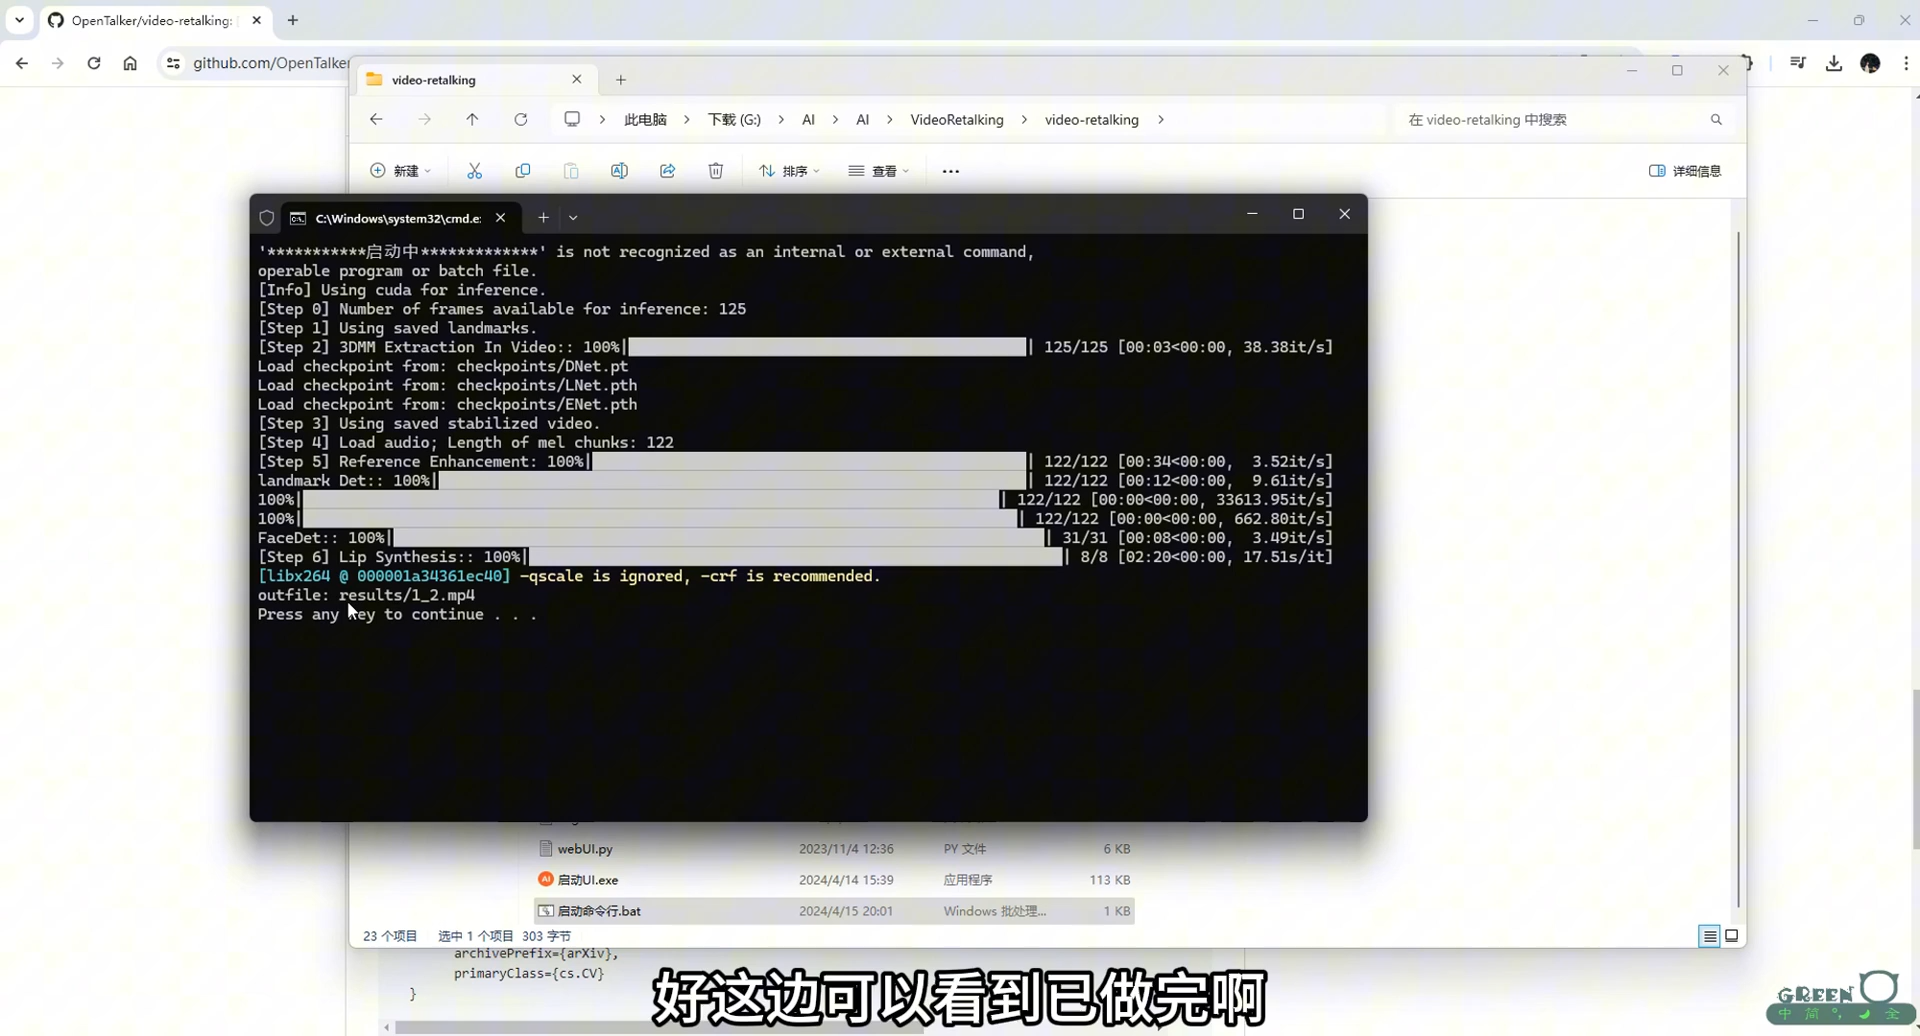 OpenTalker/video-retalking:
github.com/OpenTalke
video-retalking
此电脑 下载 (G:) AI AI VideoRetalking video-retalking
在 video-retalking 中搜索
新建 排序 查看 ··· 详细信息
C:\Windows\system32\cmd.e:
'***********启动中*************' is not recognized as an internal or external command,
operable program or batch file.
[Info] Using cuda for inference.
[Step 0] Number of frames available for inference: 125
[Step 1] Using saved landmarks.
[Step 2] 3DMM Extraction In Video:: 100%| | 125/125 [00:03<00:00, 38.38it/s]
Load checkpoint from: checkpoints/DNet.pt
Load checkpoint from: checkpoints/LNet.pth
Load checkpoint from: checkpoints/ENet.pth
[Step 3] Using saved stabilized video.
[Step 4] Load audio; Length of mel chunks: 122
[Step 5] Reference Enhancement: 100%| | 122/122 [00:34<00:00, 3.52it/s]
landmark Det:: 100%| | 122/122 [00:12<00:00, 9.61it/s]
100%| | 122/122 [00:00<00:00, 33613.95it/s]
100%| | 122/122 [00:00<00:00, 662.80it/s]
FaceDet:: 100%| | 31/31 [00:08<00:00, 3.49it/s]
[Step 6] Lip Synthesis:: 100%| | 8/8 [02:20<00:00, 17.51s/it]
[libx264 @ 000001a34361ec40] -qscale is ignored, -crf is recommended.
outfile: results/1_2.mp4
Press any key to continue . . .
webUI.py 2023/11/4 12:36 PY 文件 6 KB
启动UI.exe 2024/4/14 15:39 应用程序 113 KB
启动命令行.bat 2024/4/15 20:01 Windows 批处理... 1 KB
23 个项目 选中 1 个项目 303 字节
archivePrefix={arXiv},
primaryClass={cs.CV}
}
好这边可以看到已做完啊
GREEN
中 简 °, 全